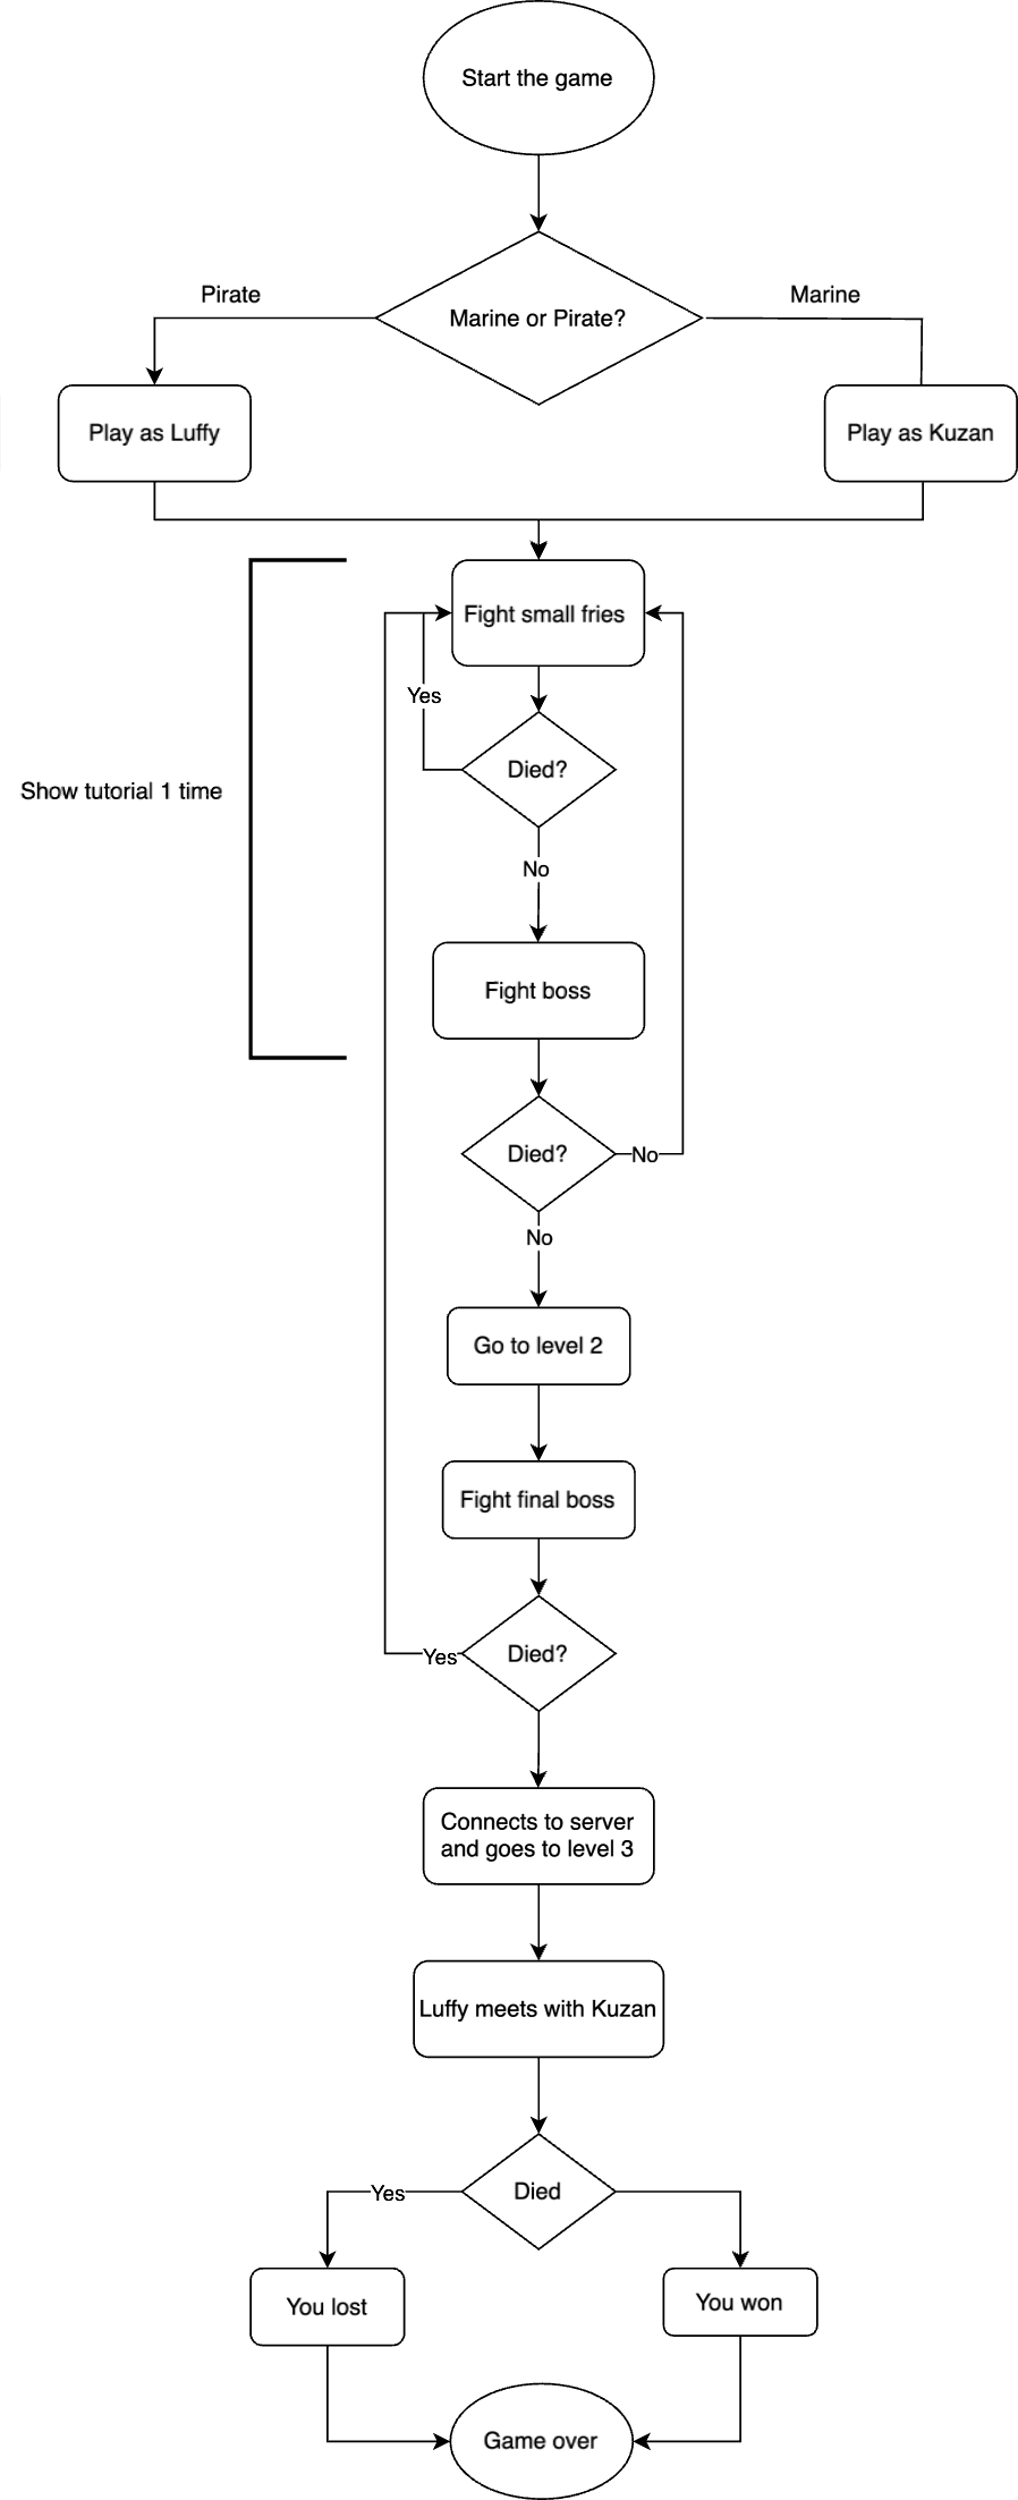 Start the game
Marine or Pirate?
Pirate
Marine
Play as Luffy
Play as Kuzan
Fight small fries
Yes
Died?
Show tutorial 1 time
No
Fight boss
Died?
No
No
Go to level 2
Fight final boss
Died?
Yes
Connects to server
and goes to level 3
Luffy meets with Kuzan
Died
Yes
You lost
You won
Game over